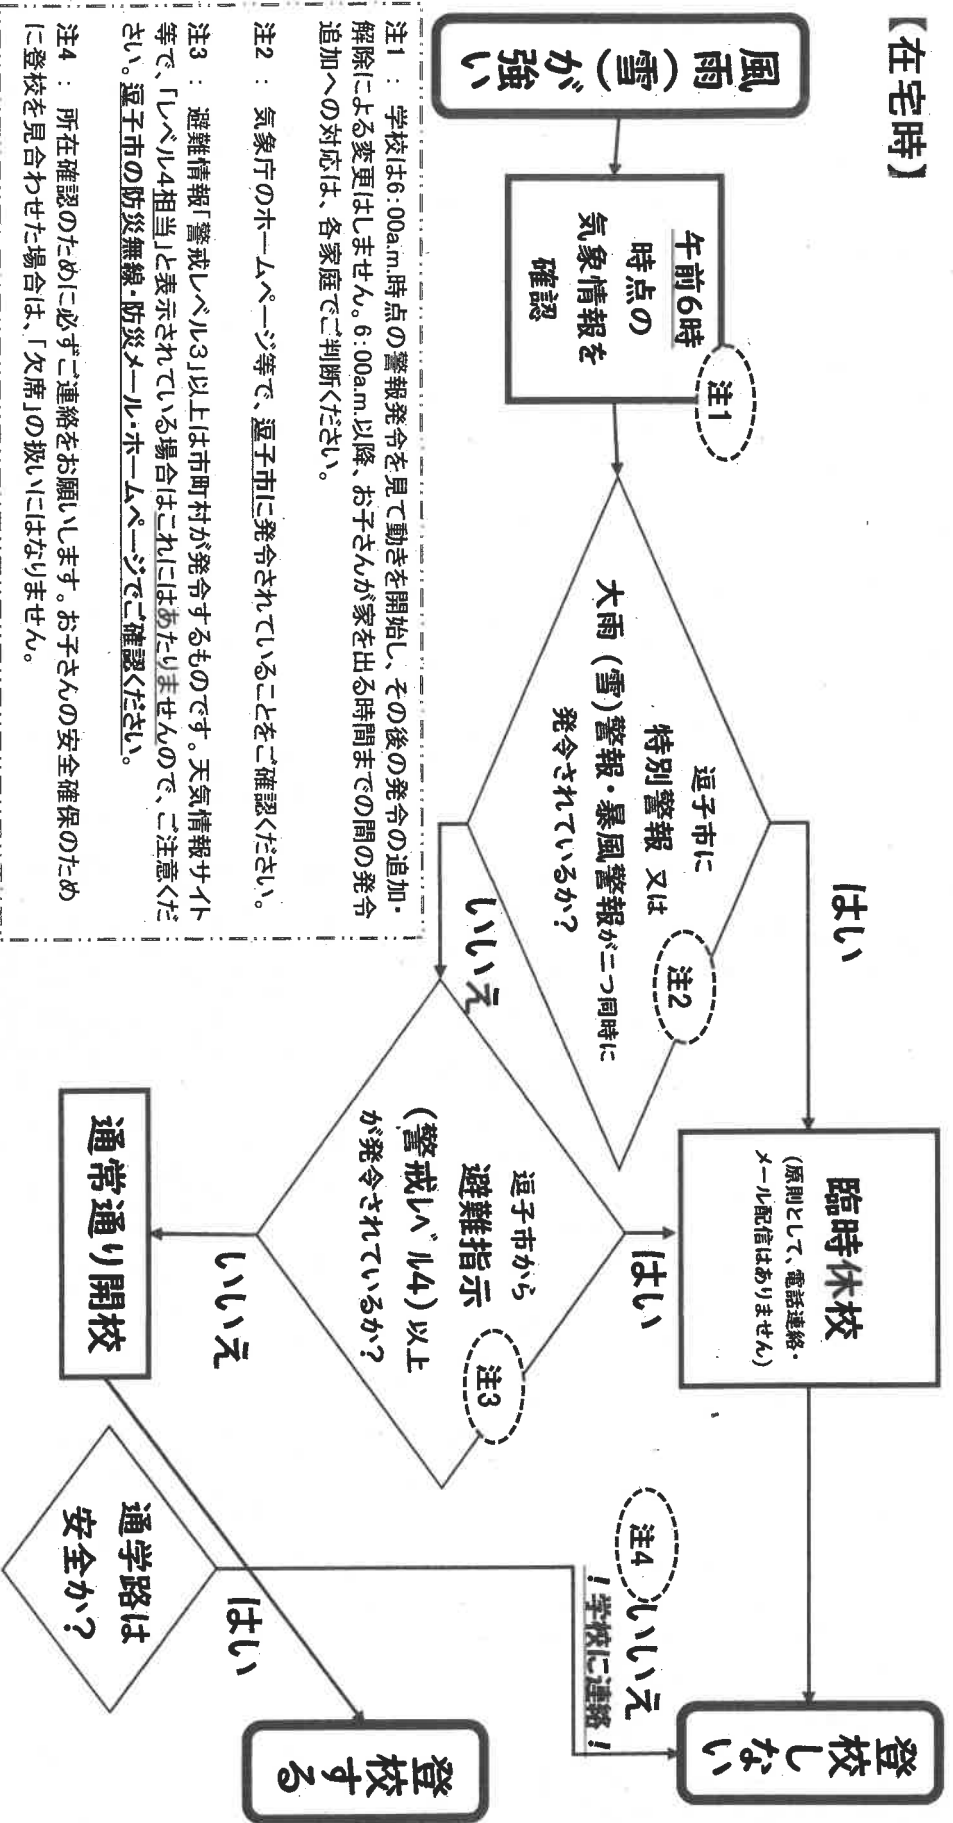 【在宅時】
風雨
(雪)が
強い
午前6時
時点の
気象情報を
確認
注1
逗子市に
特別警報 又は
大雨(雪)警報・暴風警報が二つ同時に
発令されているか?
注2
はい
いいえ
臨時休校
(原則として、電話連絡・
メール配信はありません)
逗子市から
避難指示
(警戒レベル4)以上
が発令されているか?
注3
はい
いいえ
通常通り開校
通学路は
安全か?
はい
注4
いいえ
!学校に連絡!
登校
しない
登校
する
注1 : 学校は6:00a.m.時点の警報発令を見て動きを開始し、その後の発令の追加・
解除による変更はしません。6:00a.m.以降、お子さんが家を出る時間までの間の発令
追加への対応は、各家庭でご判断ください。
注2 : 気象庁のホームページ等で、逗子市に発令されていることをご確認ください。
注3 : 避難情報「警戒レベル3」以上は市町村が発令するものです。天気情報サイト
等で、「レベル4相当」と表示されている場合はこれにはあたりませんので、ご注意くだ
さい。逗子市の防災無線・防災メール・ホームページでご確認ください。
注4 : 所在確認のために必ずご連絡をお願いします。お子さんの安全確保のため
に登校を見合わせた場合は、「欠席」の扱いにはなりません。